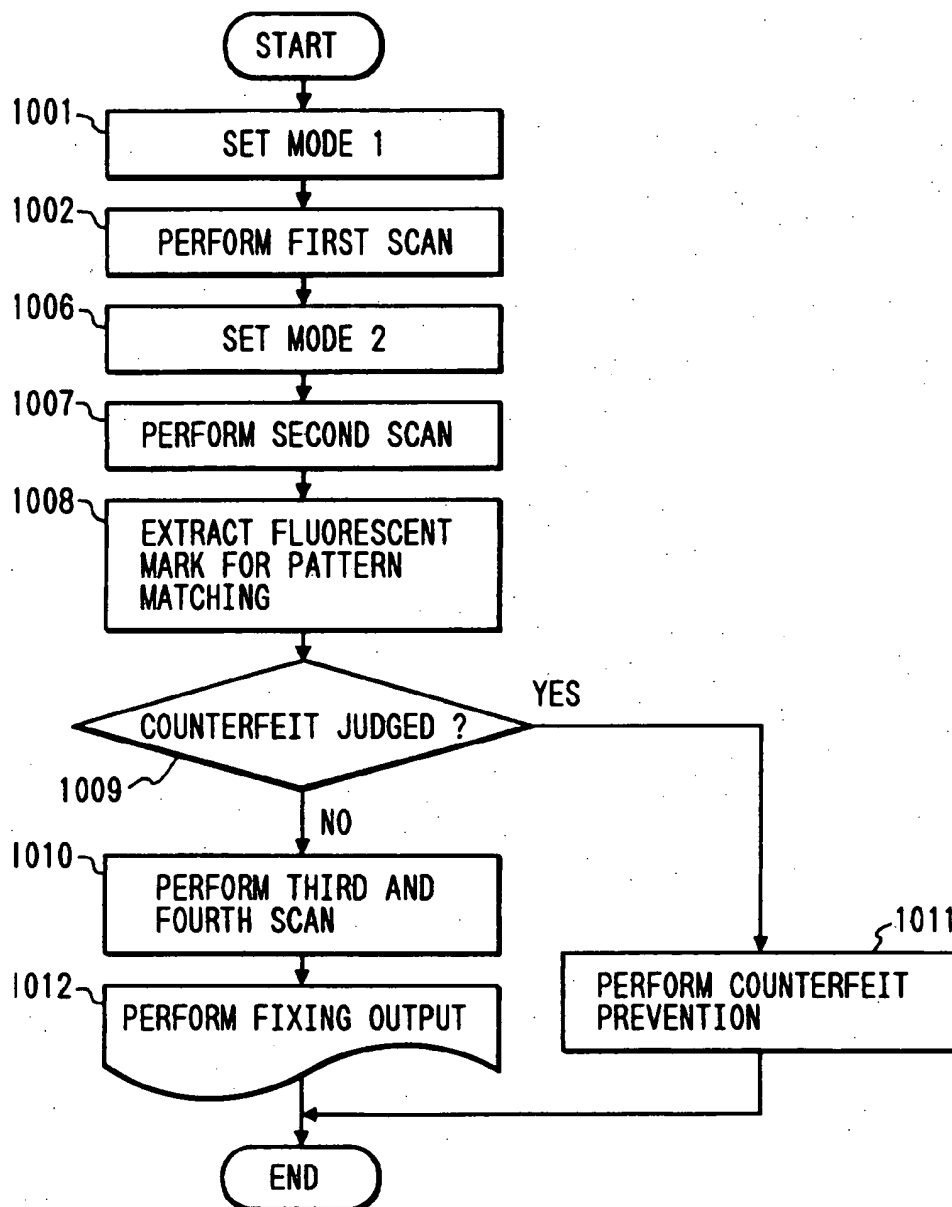 START
1001
SET MODE 1
1002
PERFORM FIRST SCAN
1006
SET MODE 2
1007
PERFORM SECOND SCAN
1008
EXTRACT FLUORESCENT
MARK FOR PATTERN
MATCHING
COUNTERFEIT JUDGED ?
YES
1009
NO
1010
PERFORM THIRD AND
FOURTH SCAN
1011
PERFORM COUNTERFEIT
PREVENTION
1012
PERFORM FIXING OUTPUT
END